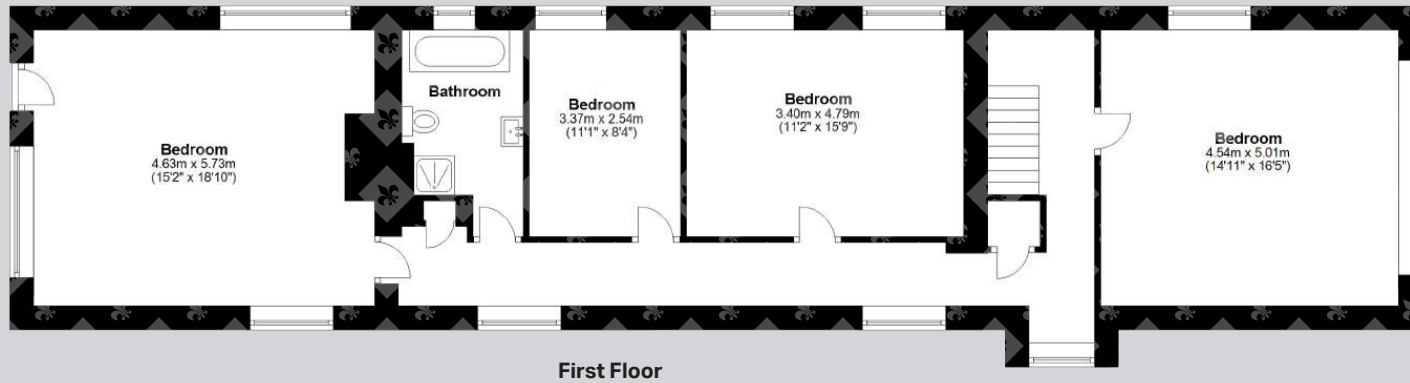 Bathroom
Bedroom
4.63m x 5.73m
(15'2" x 18'10")
Bedroom
3.37m x 2.54m
(11'1" x 8'4")
Bedroom
3.40m x 4.79m
(11'2" x 15'9")
Bedroom
4.54m x 5.01m
(14'11" x 16'5")
First Floor